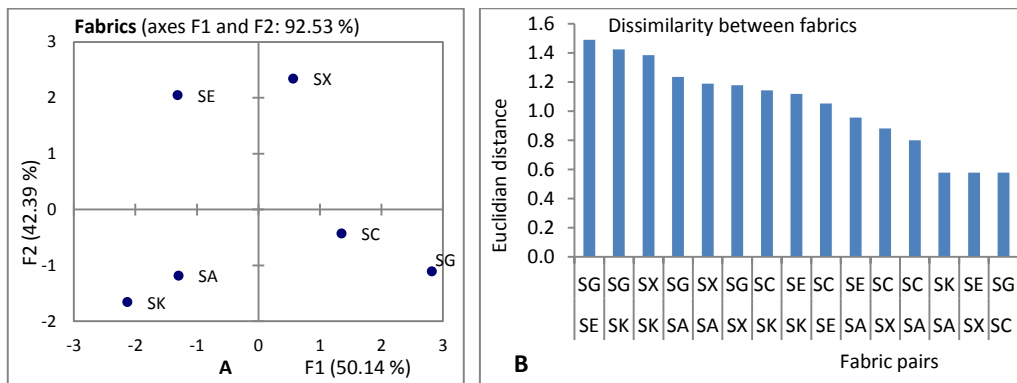 Fabrics (axes F1 and F2: 92.53 %)
3
2
1
0
-1
-2
F2 (42.39 %)
SE
SX
SC
SG
SA
SK
-3 -2 -1 0 1 2 3
A F1 (50.14 %)
Dissimilarity between fabrics
1.6
1.4
1.2
1.0
0.8
0.6
0.4
0.2
0.0
Euclidian distance
SG SG SX SG SX SG SC SE SC SE SC SC SK SE SG
SE SK SK SA SA SX SK SK SE SA SX SA SA SX SC
B Fabric pairs